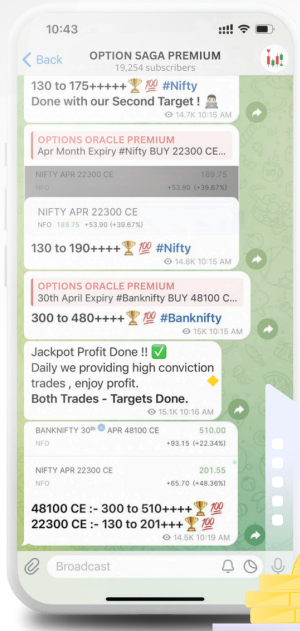 10:43
Back
OPTION SAGA PREMIUM
19,254 subscribers
130 to 175+++++🏆💯 #Nifty
Done with our Second Target !
14.7K 10:15 AM
OPTIONS ORACLE PREMIUM
Apr Month Expiry #Nifty BUY 22300 CE...
NIFTY APR 22300 CE 189.75
NFO +53.90 (+39.67%)
NIFTY APR 22300 CE
NFO 189.75 +53.90 (+39.67%)
130 to 190++++🏆💯 #Nifty
14.8K 10:15 AM
OPTIONS ORACLE PREMIUM
30th April Expiry #Banknifty BUY 48100 C...
300 to 480++++🏆💯 #Banknifty
15K 10:15 AM
Jackpot Profit Done !! ✅
Daily we providing high conviction
trades , enjoy profit.
Both Trades - Targets Done.
15.1K 10:16 AM
BANKNIFTY 30th APR 48100 CE 510.00
NFO +93.15 (+22.34%)
NIFTY APR 22300 CE 201.55
NFO +65.70 (+48.36%)
48100 CE :- 300 to 510++++🏆💯
22300 CE :- 130 to 201+++🏆💯
14.5K 10:19 AM
Broadcast